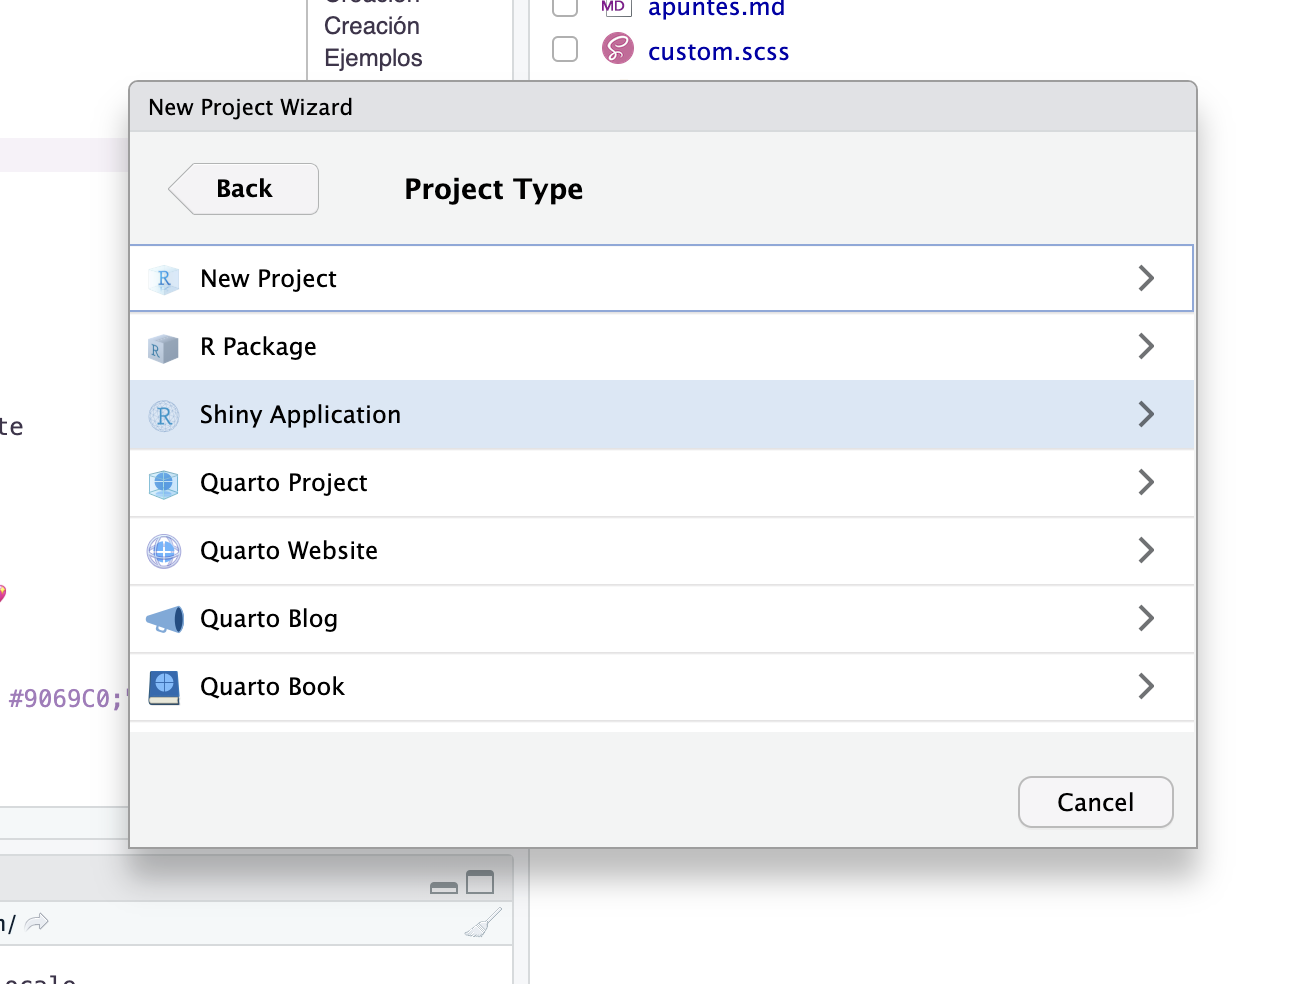 Creación
Ejemplos
MD apuntes.md
custom.scss
New Project Wizard
Back
Project Type
R New Project
R R Package
R Shiny Application
Quarto Project
Quarto Website
Quarto Blog
Quarto Book
Cancel
te
#9069C0;"
n/